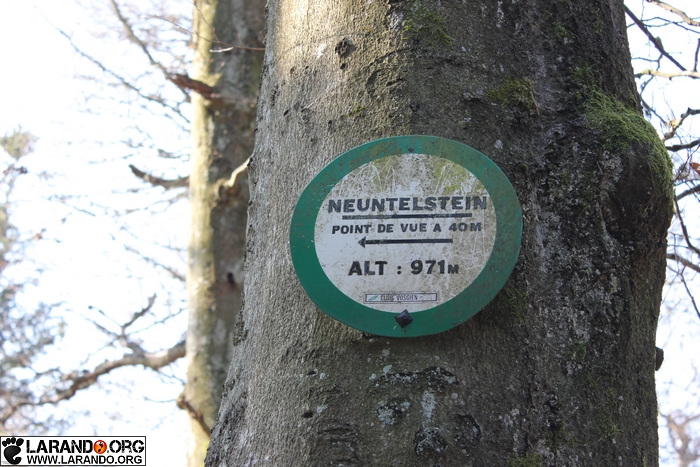 NEUNTELSTEIN
POINT DE VUE A 40M
ALT : 971M
CLUB VOSGIEN
LARANDO.ORG
WWW.LARANDO.ORG